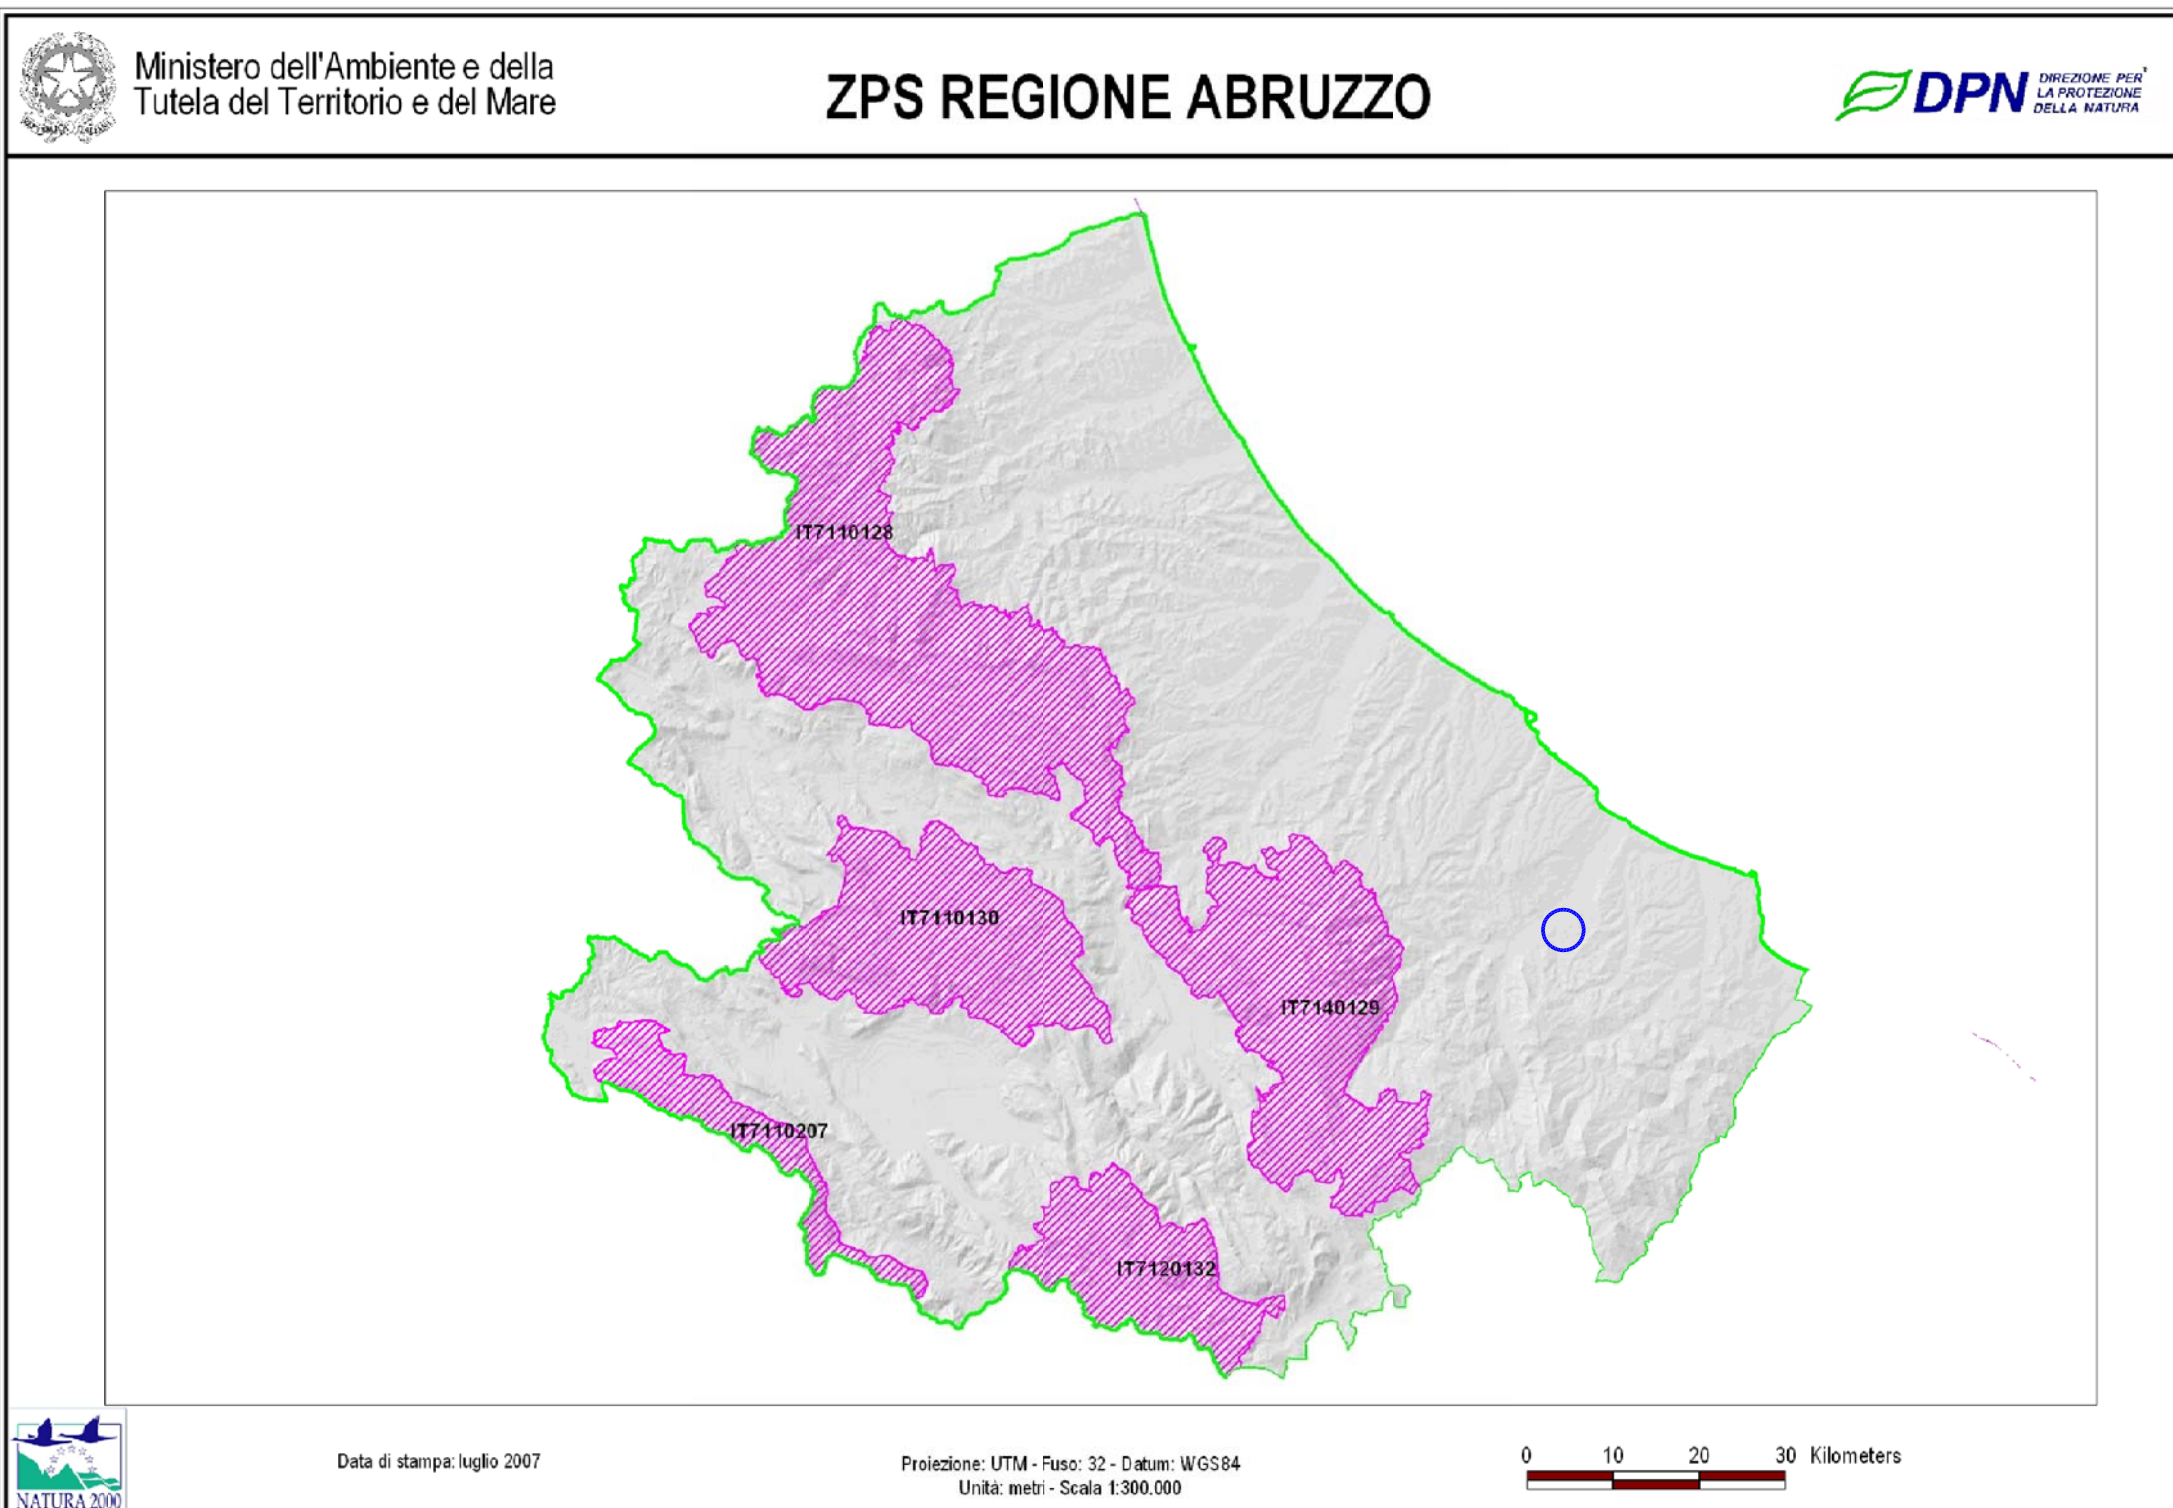 Ministero dell'Ambiente e della
Tutela del Territorio e del Mare
ZPS REGIONE ABRUZZO
DPN
DIREZIONE PER
LA PROTEZIONE
DELLA NATURA
IT7110128
IT7110130
IT7140129
IT7110207
IT7120132
NATURA 2000
Data di stampa: luglio 2007
Proiezione: UTM - Fuso: 32 - Datum: WGS84
Unità: metri - Scala 1:300.000
0 10 20 30 Kilometers